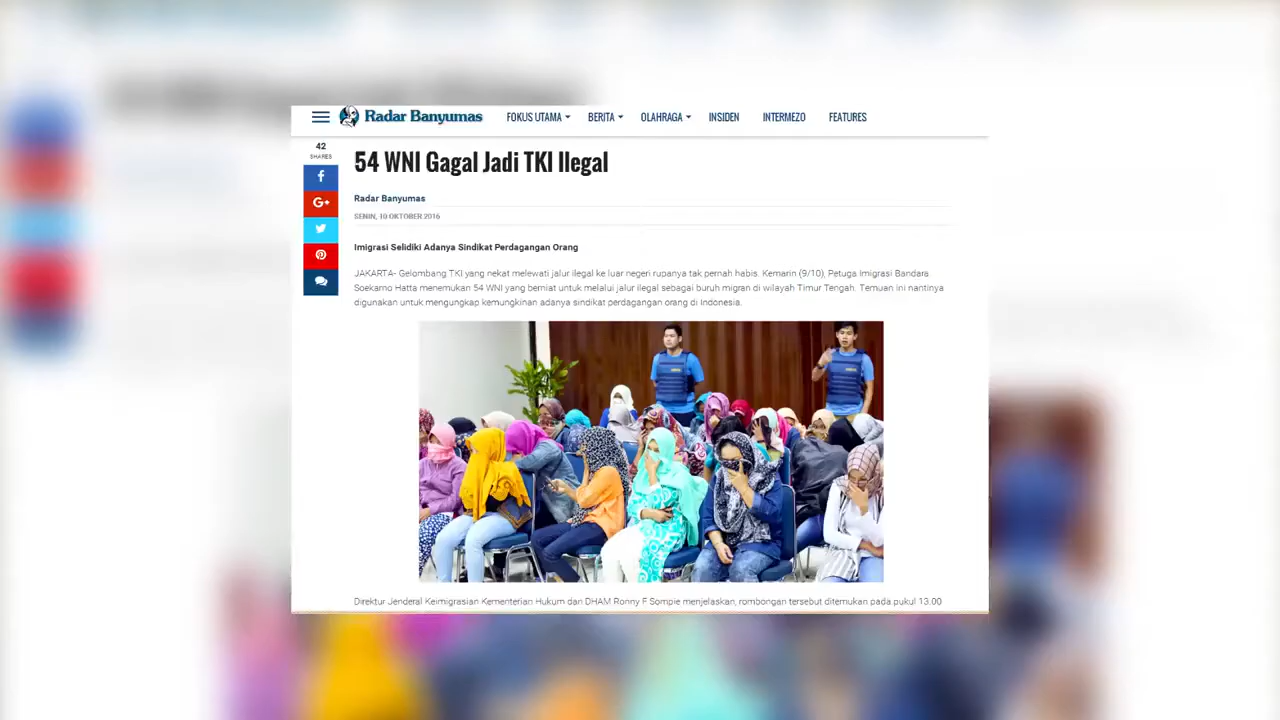 Radar Banyumas
FOKUS UTAMA
BERITA
OLAHRAGA
INSIDEN
INTERMEZO
FEATURES
42
SHARES
54 WNI Gagal Jadi TKI Ilegal
Radar Banyumas
SENIN, 10 OKTOBER 2016
Imigrasi Selidiki Adanya Sindikat Perdagangan Orang
JAKARTA- Gelombang TKI yang nekat melewati jalur ilegal ke luar negeri rupanya tak pernah habis. Kemarin (9/10), Petuga Imigrasi Bandara
Soekarno Hatta menemukan 54 WNI yang berniat untuk melalui jalur ilegal sebagai buruh migran di wilayah Timur Tengah. Temuan ini nantinya
digunakan untuk mengungkap kemungkinan adanya sindikat perdagangan orang di Indonesia.
Direktur Jenderal Keimigrasian Kementerian Hukum dan DHAM Ronny F Sompie menjelaskan, rombongan tersebut ditemukan pada pukul 13.00